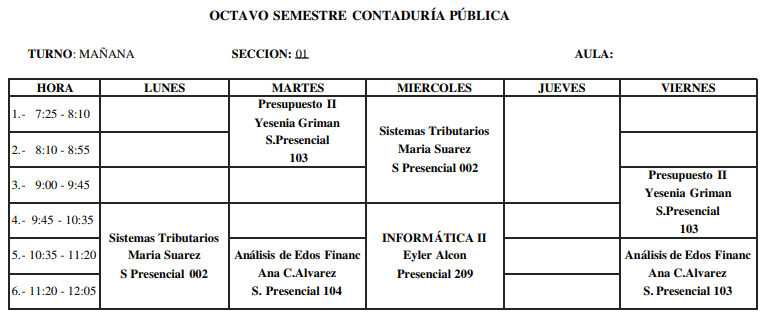 OCTAVO SEMESTRE CONTADURÍA PÚBLICA
TURNO: MAÑANA SECCION: 01 AULA:
HORA LUNES MARTES MIERCOLES JUEVES VIERNES
1.- 7:25 - 8:10
2.- 8:10 - 8:55
3.- 9:00 - 9:45
4.- 9:45 - 10:35
5.- 10:35 - 11:20
6.- 11:20 - 12:05
Sistemas Tributarios
Maria Suarez
S Presencial 002
Presupuesto II
Yesenia Griman
S.Presencial
103
Análisis de Edos Financ
Ana C.Alvarez
S. Presencial 104
Sistemas Tributarios
Maria Suarez
S Presencial 002
INFORMÁTICA II
Eyler Alcon
Presencial 209
Presupuesto II
Yesenia Griman
S.Presencial
103
Análisis de Edos Financ
Ana C.Alvarez
S. Presencial 103